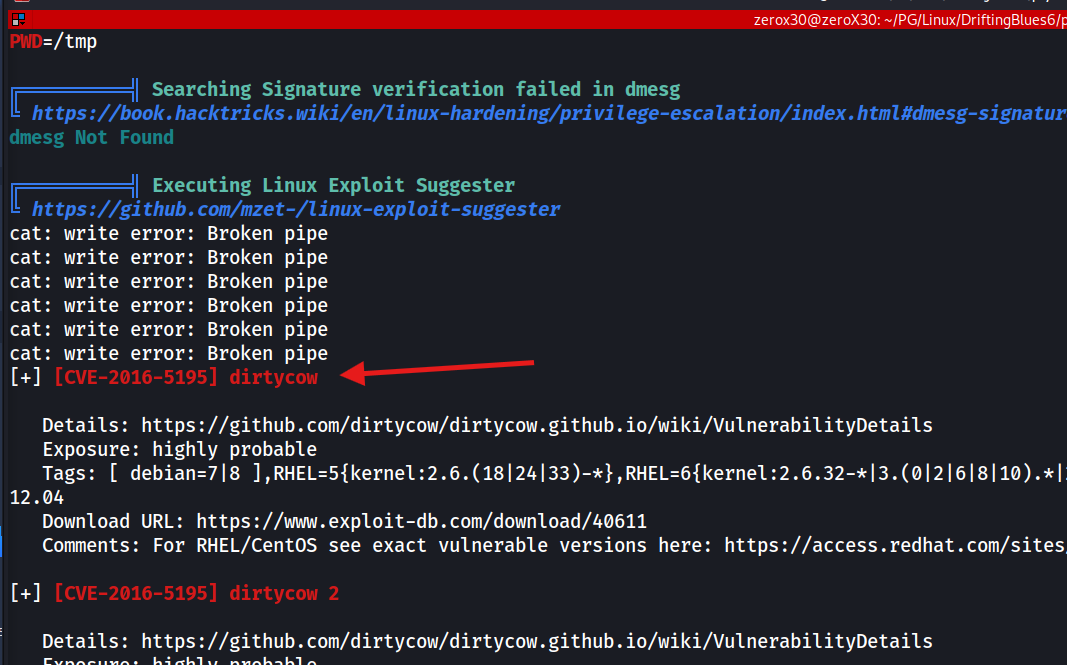 zerox30@zeroX30: ~/PG/Linux/DriftingBlues6/p
PWD=/tmp
╔══════════╣ Searching Signature verification failed in dmesg
╚ https://book.hacktricks.wiki/en/linux-hardening/privilege-escalation/index.html#dmesg-signatur
dmesg Not Found
╔══════════╣ Executing Linux Exploit Suggester
╚ https://github.com/mzet-/linux-exploit-suggester
cat: write error: Broken pipe
cat: write error: Broken pipe
cat: write error: Broken pipe
cat: write error: Broken pipe
cat: write error: Broken pipe
cat: write error: Broken pipe
[+] [CVE-2016-5195] dirtycow
Details: https://github.com/dirtycow/dirtycow.github.io/wiki/VulnerabilityDetails
Exposure: highly probable
Tags: [ debian=7|8 ],RHEL=5{kernel:2.6.(18|24|33)-*},RHEL=6{kernel:2.6.32-*|3.(0|2|6|8|10).*|
12.04
Download URL: https://www.exploit-db.com/download/40611
Comments: For RHEL/CentOS see exact vulnerable versions here: https://access.redhat.com/sites/
[+] [CVE-2016-5195] dirtycow 2
Details: https://github.com/dirtycow/dirtycow.github.io/wiki/VulnerabilityDetails
Exposure: highly probable